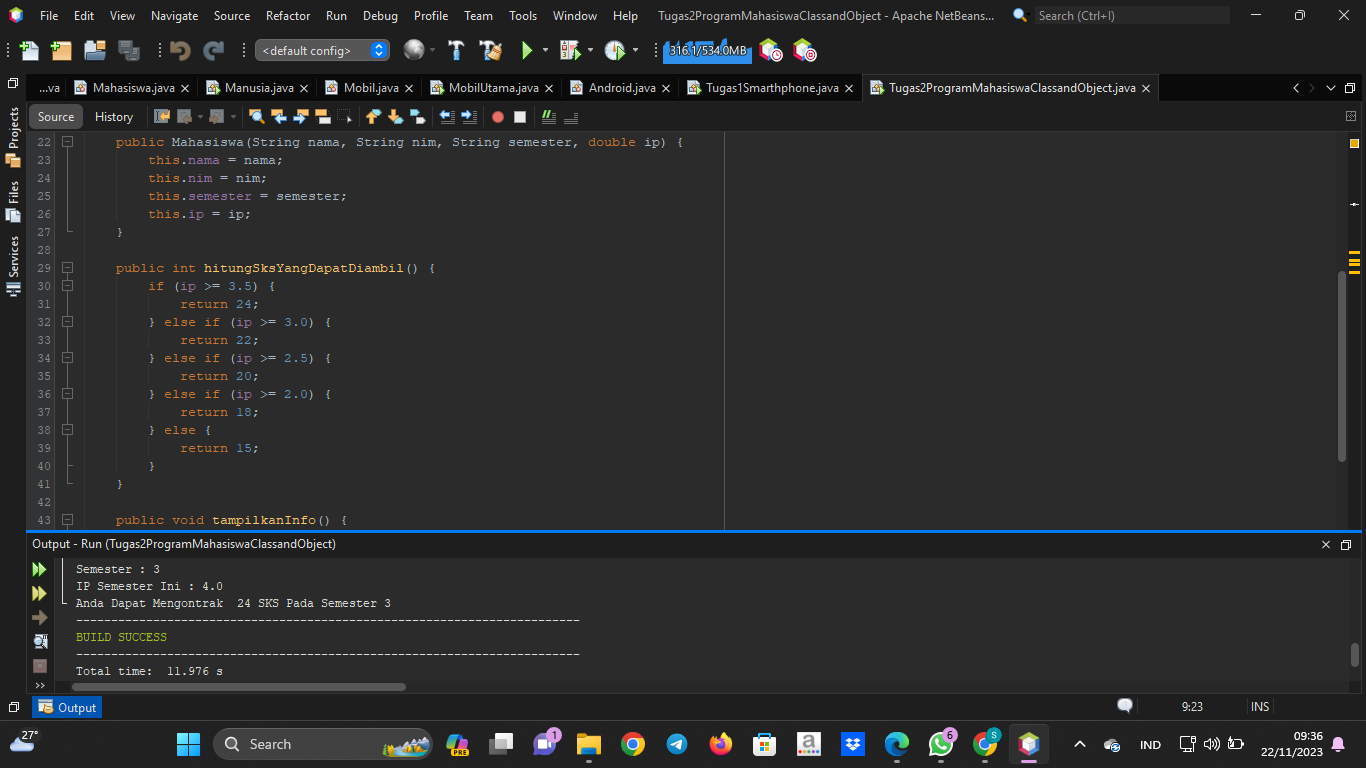 File Edit View Navigate Source Refactor Run Debug Profile Team Tools Window Help Tugas2ProgramMahasiswaClassandObject - Apache NetBeans... Search (Ctrl+I)
<default config> 316.1/534.0MB
...va Mahasiswa.java Manusia.java Mobil.java MobilUtama.java Android.java Tugas1Smarthphone.java Tugas2ProgramMahasiswaClassandObject.java
Source History
Projects
Files
Services
22 public Mahasiswa(String nama, String nim, String semester, double ip) {
23 this.nama = nama;
24 this.nim = nim;
25 this.semester = semester;
26 this.ip = ip;
27 }
28
29 public int hitungSksYangDapatDiambil() {
30 if (ip >= 3.5) {
31 return 24;
32 } else if (ip >= 3.0) {
33 return 22;
34 } else if (ip >= 2.5) {
35 return 20;
36 } else if (ip >= 2.0) {
37 return 18;
38 } else {
39 return 15;
40 }
41 }
42
43 public void tampilkanInfo() {
Output - Run (Tugas2ProgramMahasiswaClassandObject)
Semester : 3
IP Semester Ini : 4.0
Anda Dapat Mengontrak  24 SKS Pada Semester 3
------------------------------------------------------------------------
BUILD SUCCESS
------------------------------------------------------------------------
Total time:  11.976 s
Output 9:23 INS
27° Search PRE 1 a 6 S IND 09:36
22/11/2023